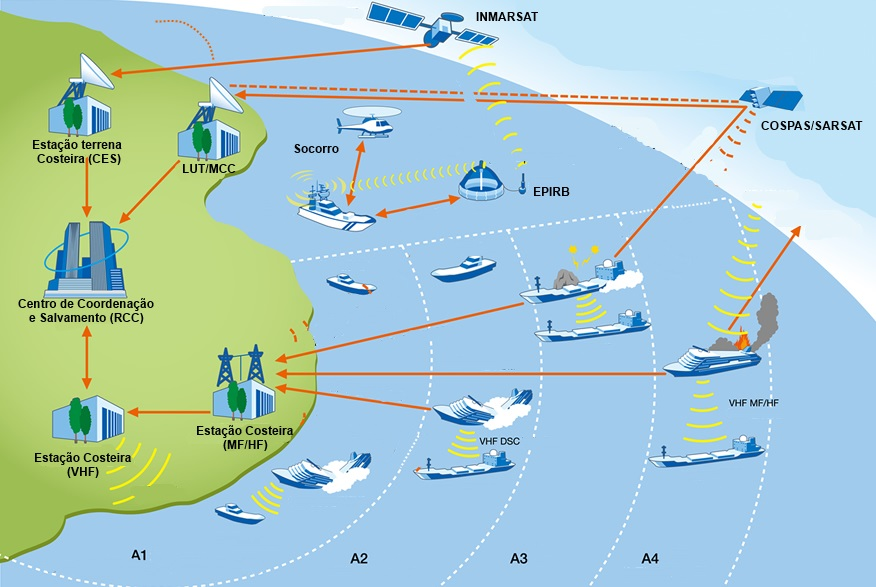 INMARSAT
COSPAS/SARSAT
Estação terrena
Costeira (CES)
LUT/MCC
Socorro
EPIRB
Centro de Coordenação
e Salvamento (RCC)
Estação Costeira
(MF/HF)
VHF MF/HF
VHF DSC
Estação Costeira
(VHF)
A1
A2
A3
A4